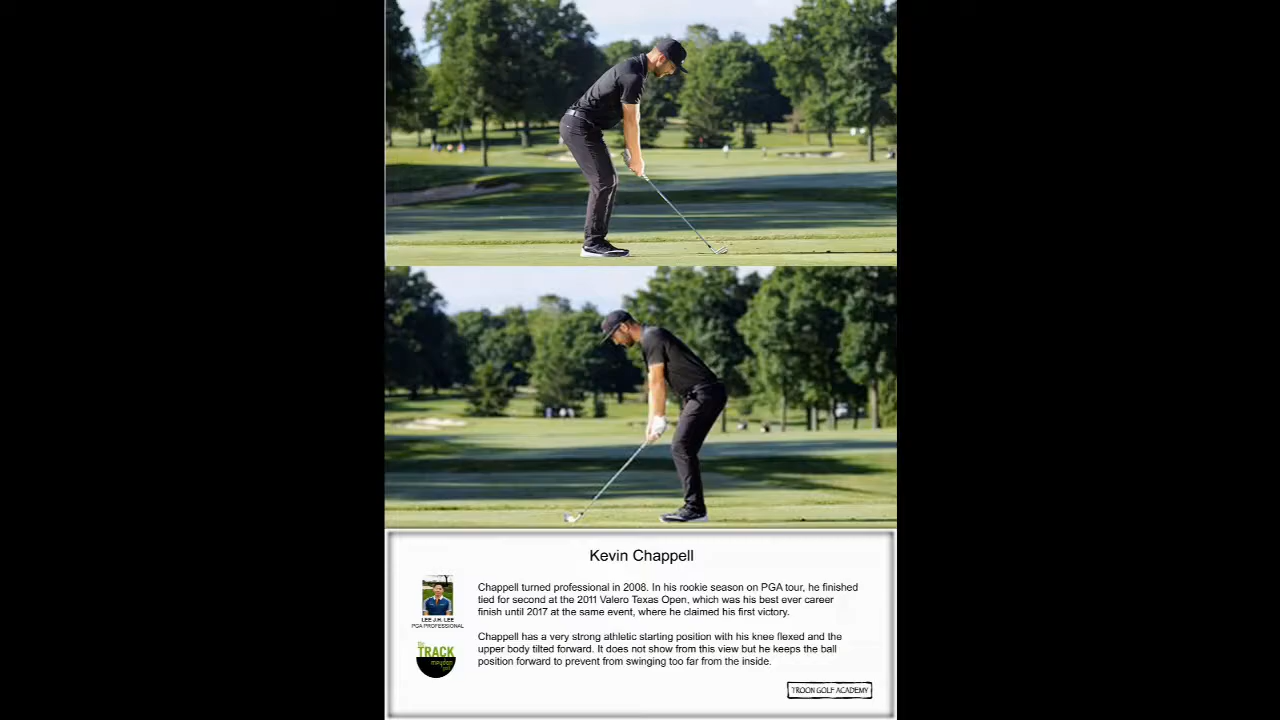 Kevin Chappell
Chappell turned professional in 2008. In his rookie season on PGA tour, he finished
tied for second at the 2011 Valero Texas Open, which was his best ever career
finish until 2017 at the same event, where he claimed his first victory.
LEE J.H. LEE
PGA PROFESSIONAL
Chappell has a very strong athletic starting position with his knee flexed and the
upper body tilted forward. It does not show from this view but he keeps the ball
position forward to prevent from swinging too far from the inside.
the
TRACK
meydan
golf
TROON GOLF ACADEMY